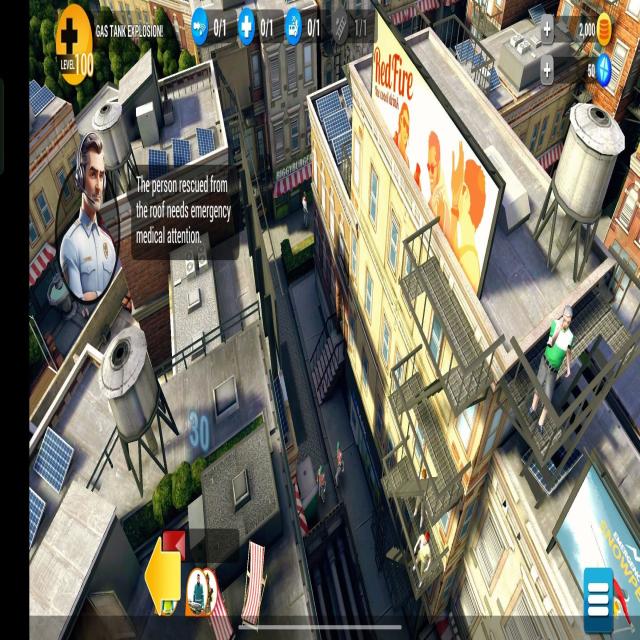 GAS TANK EXPLOSION!
0/1
0/1
0/1
1/1
2,000
LEVEL 100
RedFire
The person rescued from
the roof needs emergency
medical attention.
30